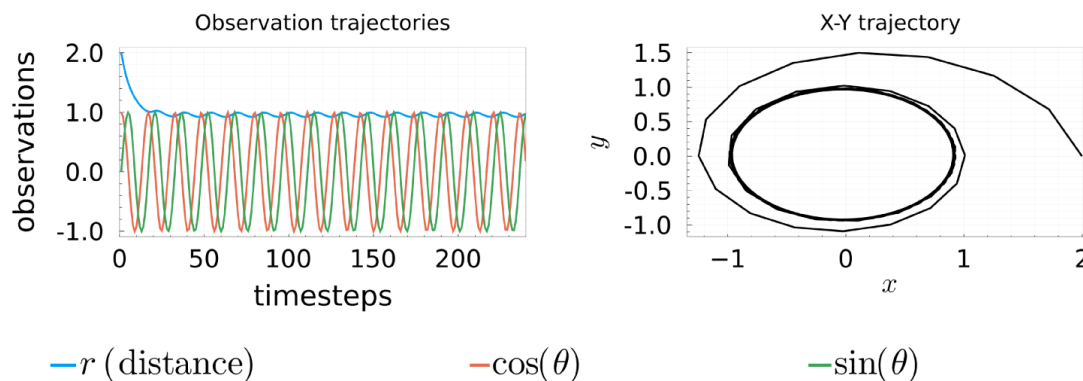 Observation trajectories
observations
2.0
1.0
0.0
-1.0
0 50 100 150 200
timesteps
X-Y trajectory
y
1.5
1.0
0.5
0.0
-0.5
-1.0
−1 0 1 2
x
r (distance) cos(θ) sin(θ)